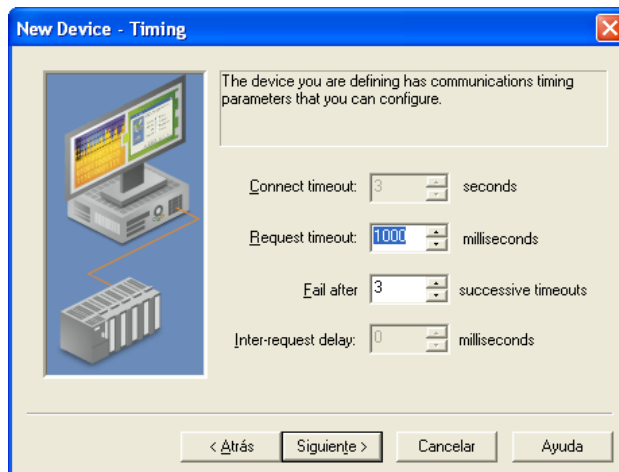 New Device - Timing
The device you are defining has communications timing
parameters that you can configure.
Connect timeout: 3 seconds
Request timeout: 1000 milliseconds
Fail after 3 successive timeouts
Inter-request delay: 0 milliseconds
< Atrás Siguiente > Cancelar Ayuda